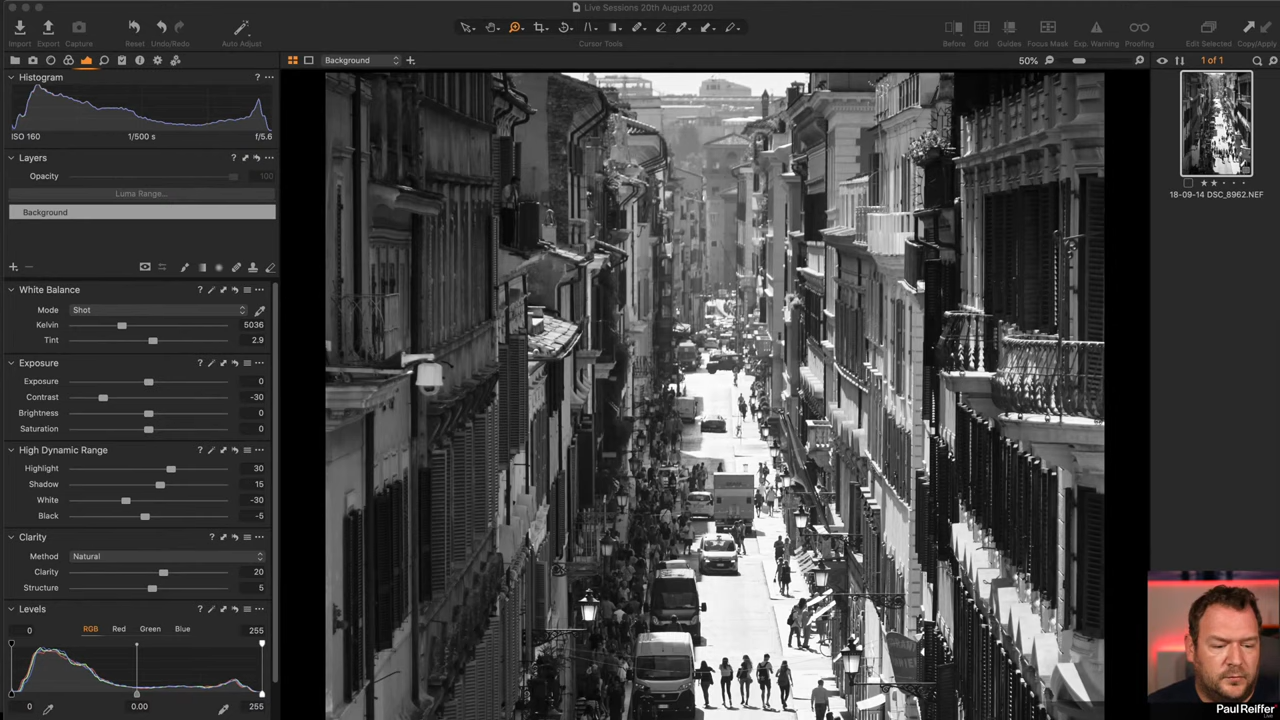 Live Sessions 20th August 2020
Import Export Capture Reset Undo/Redo Auto Adjust Cursor Tools Before Grid Guides Focus Mask Exp. Warning Proofing Edit Selected Copy/Apply
Background 50% 1 of 1
Histogram ?
ISO 160 1/500 s f/5.6
Layers ?
Opacity 100
Luma Range...
Background
White Balance ?
Mode Shot
Kelvin 5036
Tint 2.9
Exposure ?
Exposure 0
Contrast -30
Brightness 0
Saturation 0
High Dynamic Range ?
Highlight 30
Shadow 15
White -30
Black -5
Clarity ?
Method Natural
Clarity 20
Structure 5
Levels ?
0 RGB Red Green Blue 255
0 0.00 255
18-09-14 DSC_8962.NEF
Paul Reiffer